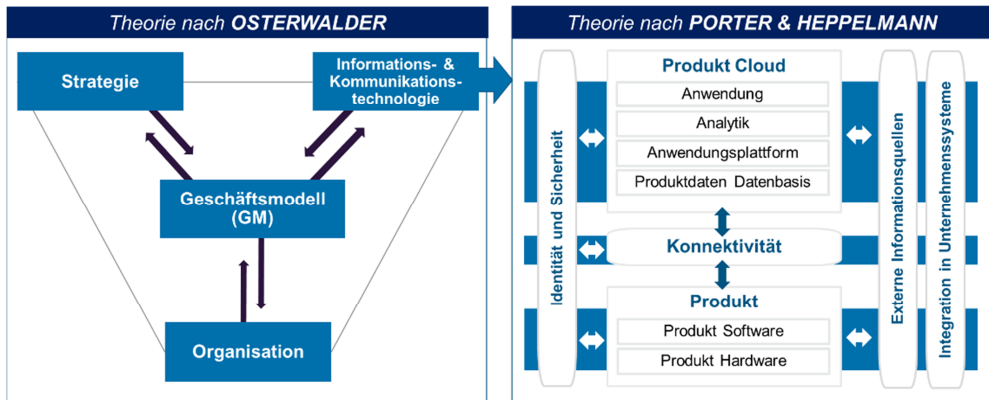 Theorie nach OSTERWALDER
Strategie
Informations- &
Kommunikations-
technologie
Geschäftsmodell
(GM)
Organisation
Theorie nach PORTER & HEPPELMANN
Identität und Sicherheit
Produkt Cloud
Anwendung
Analytik
Anwendungsplattform
Produktdaten Datenbasis
Konnektivität
Produkt
Produkt Software
Produkt Hardware
Externe Informationsquellen
Integration in Unternehmenssysteme